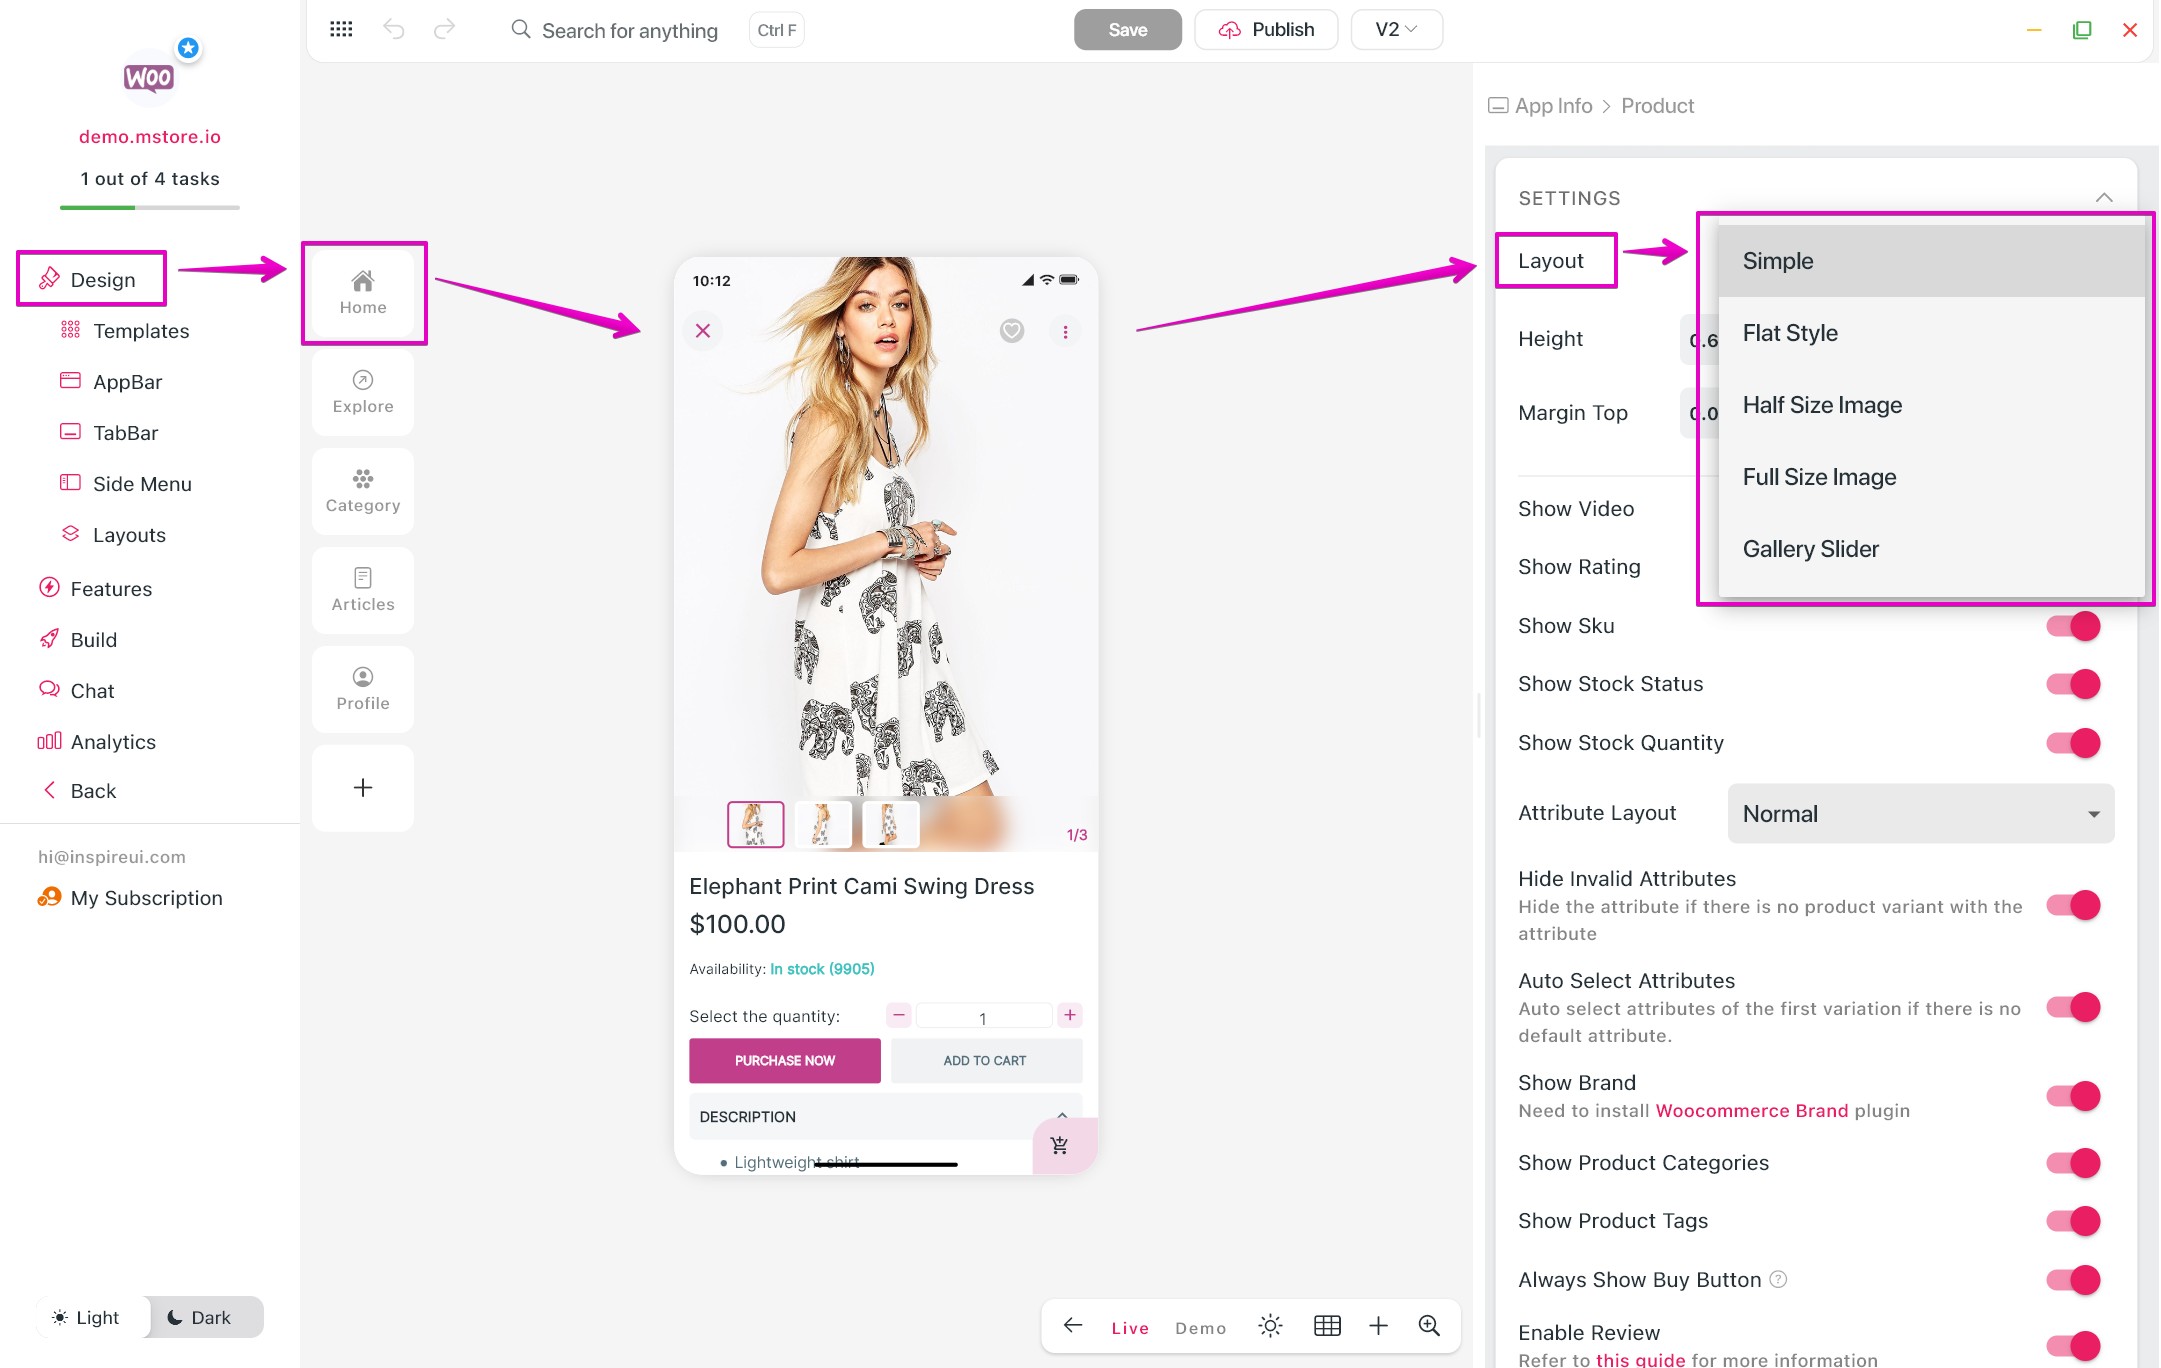 Search for anything
Ctrl F
Save
Publish
V2
WOO
demo.mstore.io
1 out of 4 tasks
Design
Templates
AppBar
TabBar
Side Menu
Layouts
Features
Build
Chat
Analytics
Back
hi@inspireui.com
My Subscription
Light
Dark
Home
Explore
Category
Articles
Profile
10:12
1/3
Elephant Print Cami Swing Dress
$100.00
Availability: In stock (9905)
Select the quantity:
1
PURCHASE NOW
ADD TO CART
DESCRIPTION
Lightweight shirt
Live
Demo
App Info > Product
SETTINGS
Layout
Simple
Flat Style
Half Size Image
Full Size Image
Gallery Slider
Height
0.6
Margin Top
0.0
Show Video
Show Rating
Show Sku
Show Stock Status
Show Stock Quantity
Attribute Layout
Normal
Hide Invalid Attributes
Hide the attribute if there is no product variant with the
attribute
Auto Select Attributes
Auto select attributes of the first variation if there is no
default attribute.
Show Brand
Need to install Woocommerce Brand plugin
Show Product Categories
Show Product Tags
Always Show Buy Button
Enable Review
Refer to this guide for more information